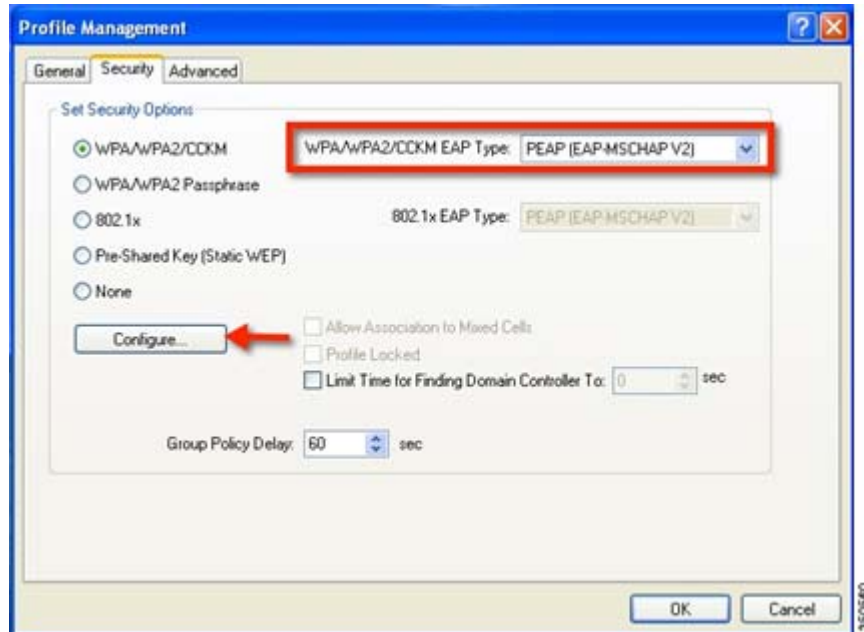 Profile Management
General Security Advanced
Set Security Options
WPA/WPA2/CCKM
WPA/WPA2/CCKM EAP Type: PEAP (EAP-MSCHAP V2)
WPA/WPA2 Passphrase
802.1x
802.1x EAP Type: PEAP (EAP-MSCHAP V2)
Pre-Shared Key (Static WEP)
None
Configure...
Allow Association to Mixed Cells
Profile Locked
Limit Time for Finding Domain Controller To: 0 sec
Group Policy Delay: 60 sec
OK Cancel